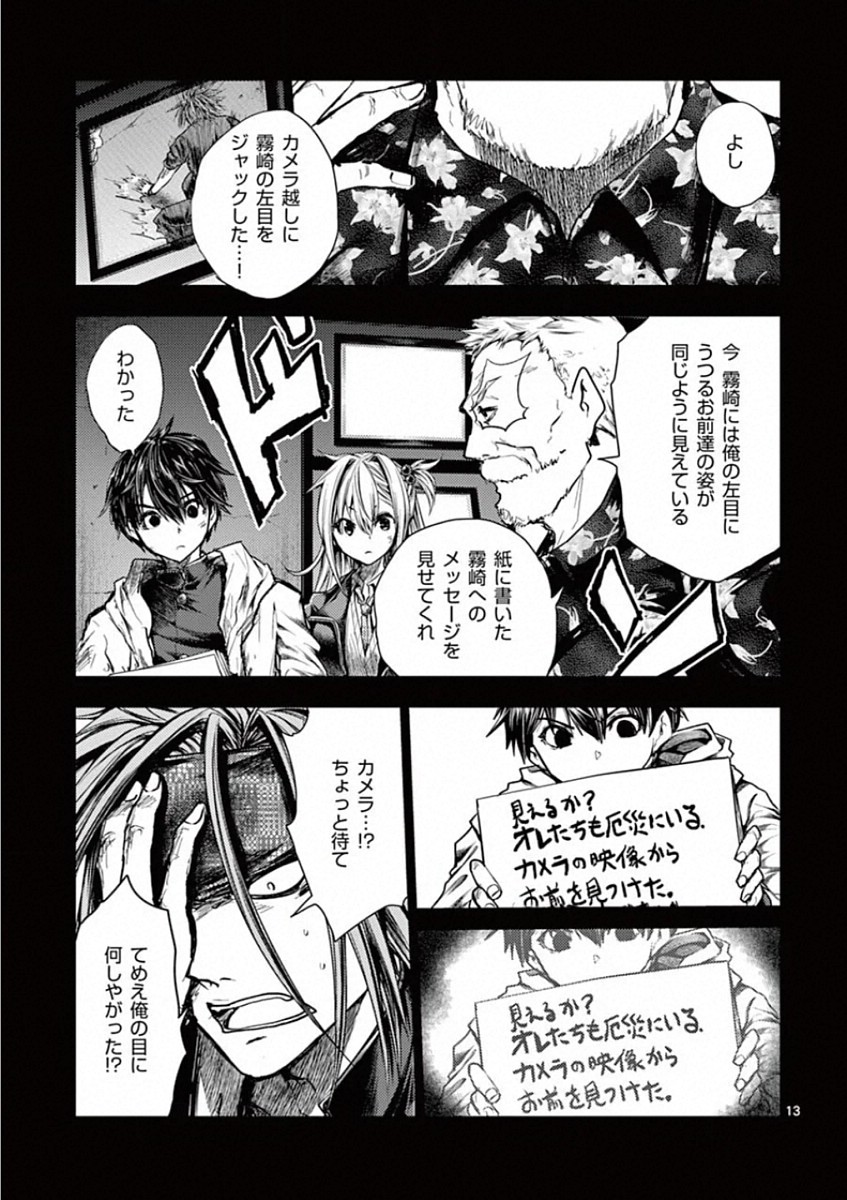 よし
カメラ越しに
霧崎の左目を
ジャックした…！
今 霧崎には俺の左目に
うつるお前達の姿が
同じように見えている
紙に書いた
霧崎への
メッセージを
見せてくれ
ド
わかった
見えるか？
オレたちも厄災にいる．
カメラの映像から
お前を見つけた。
見えるか？
オレたちも厄災にいる．
カメラの映像から
お前を見つけた。
カメラ…!?
ちょっと待て
てめえ俺の目に
何しやがった!?
13